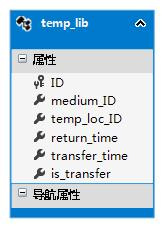 temp_lib
属性
ID
medium_ID
temp_loc_ID
return_time
transfer_time
is_transfer
导航属性